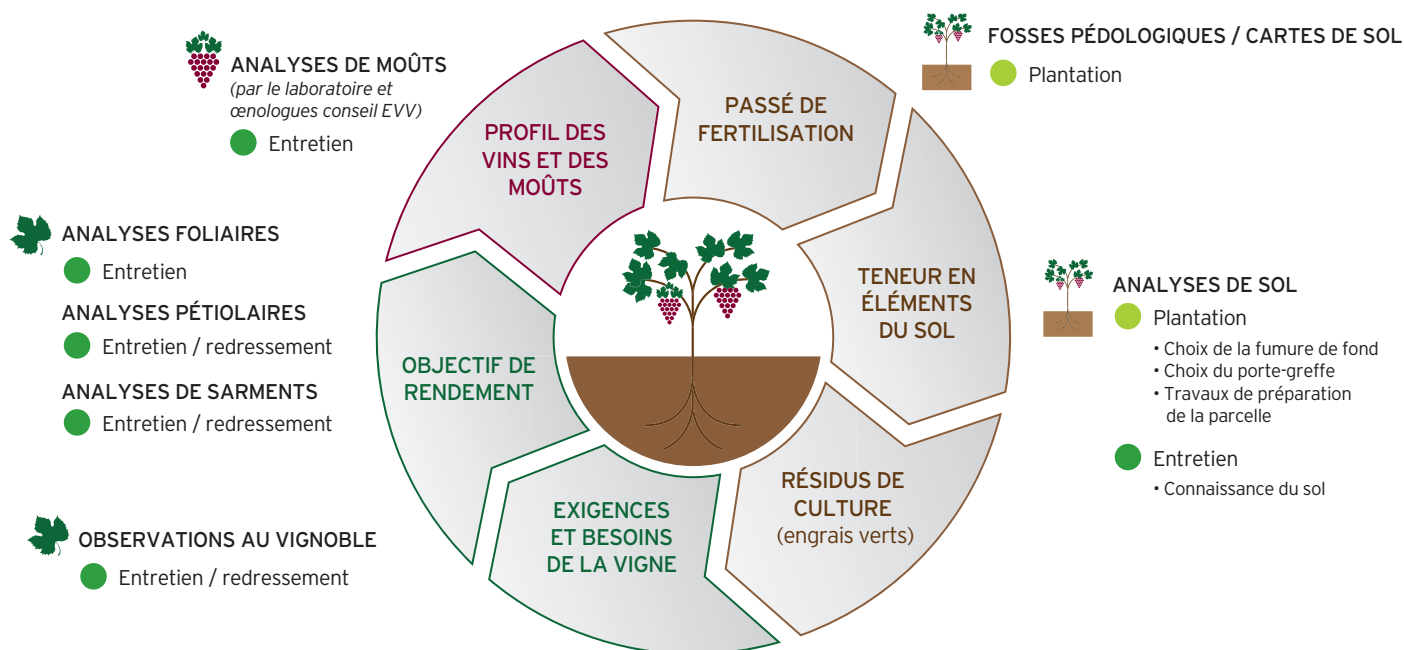 ANALYSES DE MOÛTS
(par le laboratoire et
œnologues conseil EVV)
Entretien
ANALYSES FOLIAIRES
Entretien
ANALYSES PÉTIOLAIRES
Entretien / redressement
ANALYSES DE SARMENTS
Entretien / redressement
OBSERVATIONS AU VIGNOBLE
Entretien / redressement
PROFIL DES
VINS ET DES
MOÛTS
PASSÉ DE
FERTILISATION
TENEUR EN
ÉLÉMENTS
DU SOL
RÉSIDUS DE
CULTURE
(engrais verts)
EXIGENCES
ET BESOINS
DE LA VIGNE
OBJECTIF DE
RENDEMENT
FOSSES PÉDOLOGIQUES / CARTES DE SOL
Plantation
ANALYSES DE SOL
Plantation
• Choix de la fumure de fond
• Choix du porte-greffe
• Travaux de préparation
de la parcelle
Entretien
• Connaissance du sol